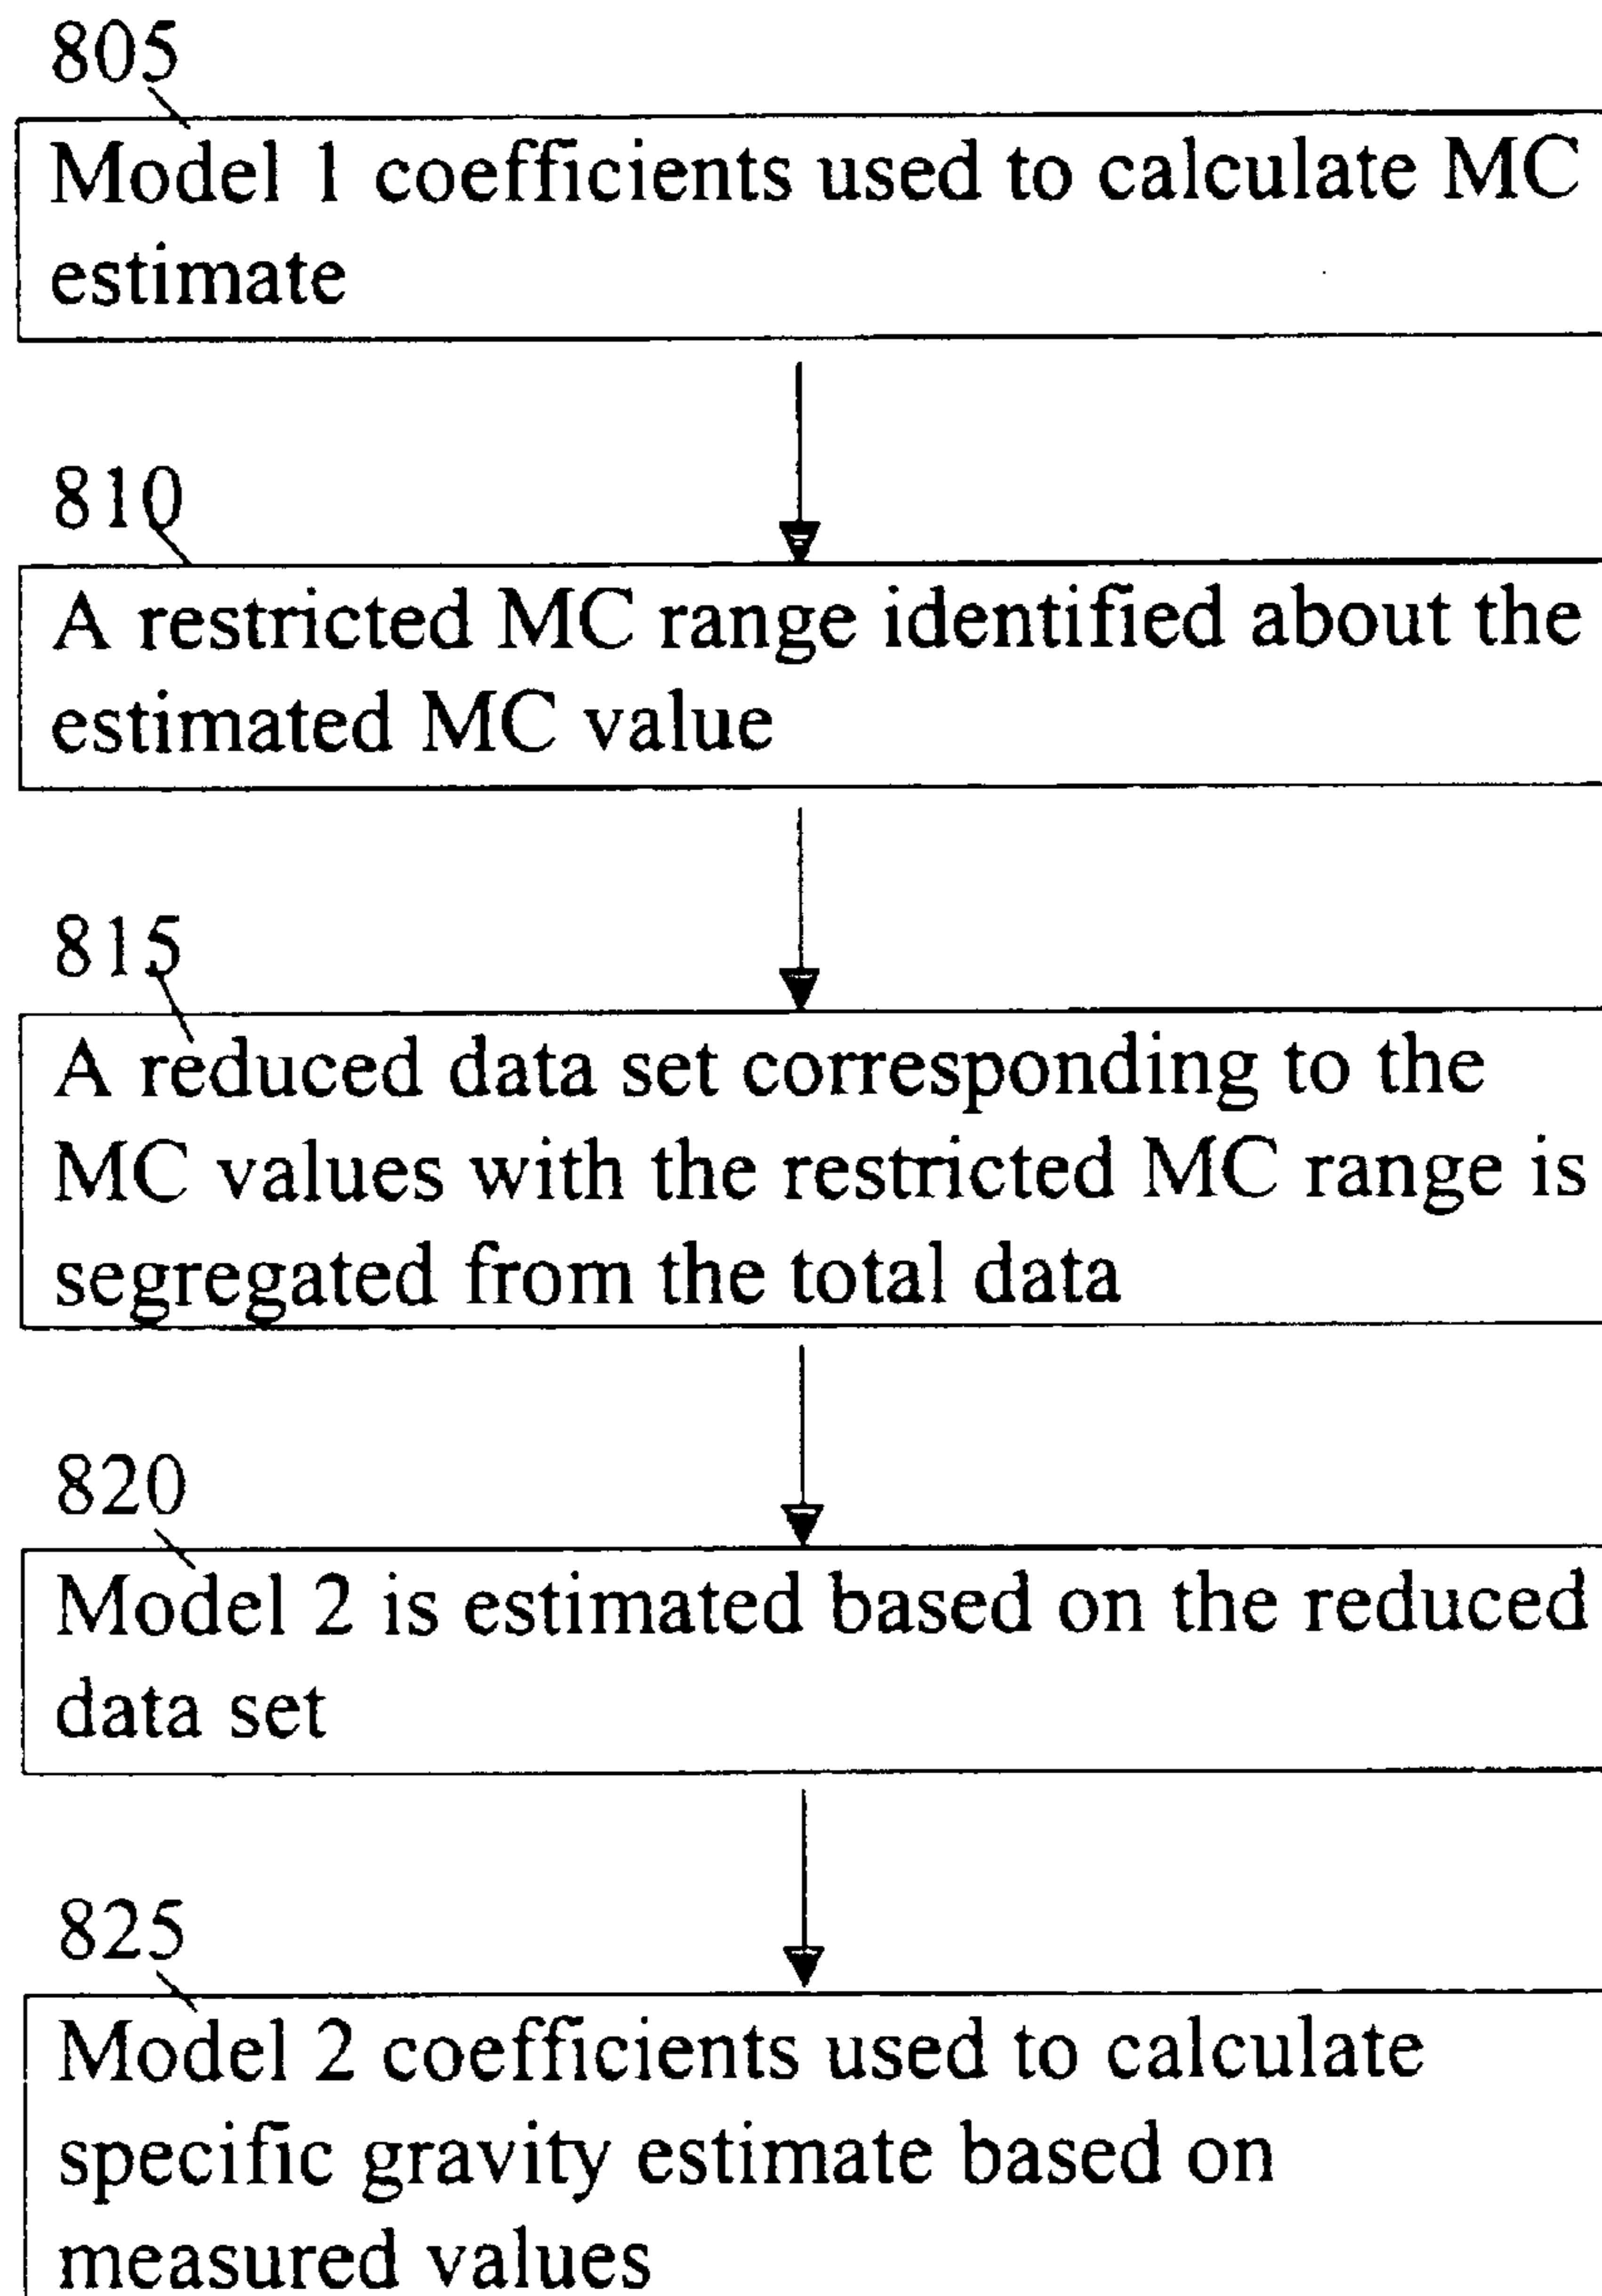 805
Model 1 coefficients used to calculate MC
estimate
810
A restricted MC range identified about the
estimated MC value
815
A reduced data set corresponding to the
MC values with the restricted MC range is
segregated from the total data
820
Model 2 is estimated based on the reduced
data set
825
Model 2 coefficients used to calculate
specific gravity estimate based on
measured values